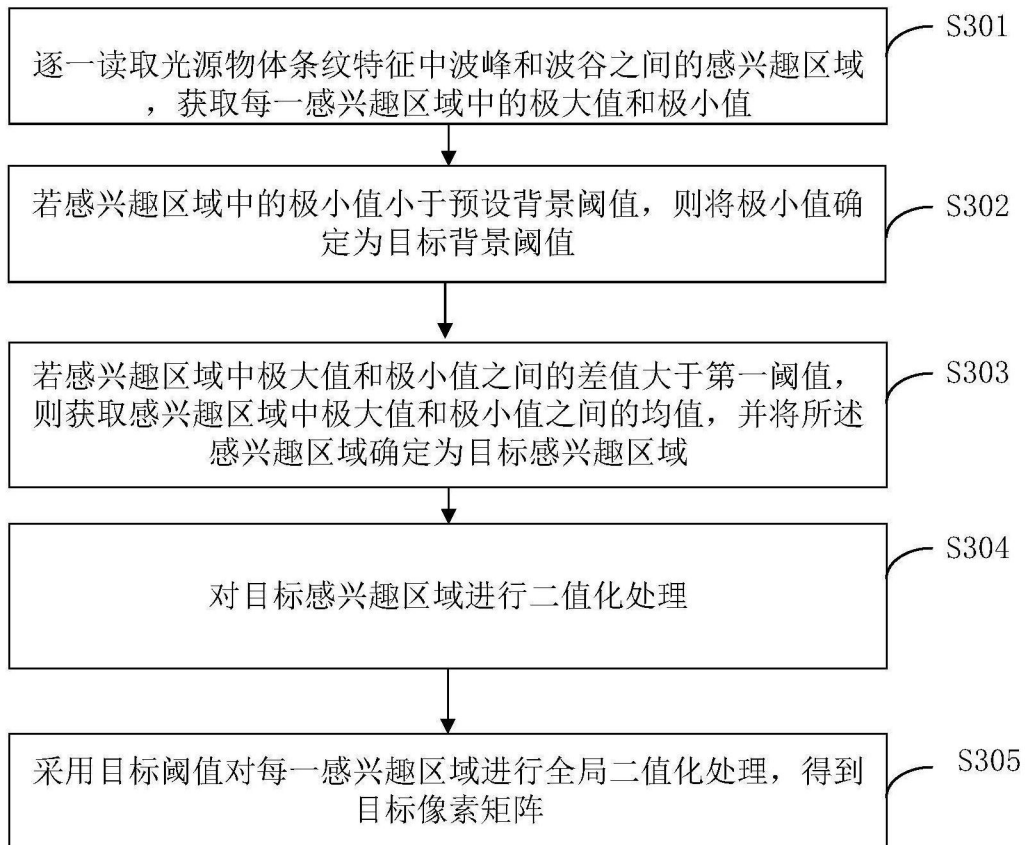 逐一读取光源物体条纹特征中波峰和波谷之间的感兴趣区域
，获取每一感兴趣区域中的极大值和极小值
S301
若感兴趣区域中的极小值小于预设背景阈值，则将极小值确
定为目标背景阈值
S302
若感兴趣区域中极大值和极小值之间的差值大于第一阈值，
则获取感兴趣区域中极大值和极小值之间的均值，并将所述
感兴趣区域确定为目标感兴趣区域
S303
对目标感兴趣区域进行二值化处理
S304
采用目标阈值对每一感兴趣区域进行全局二值化处理，得到
目标像素矩阵
S305